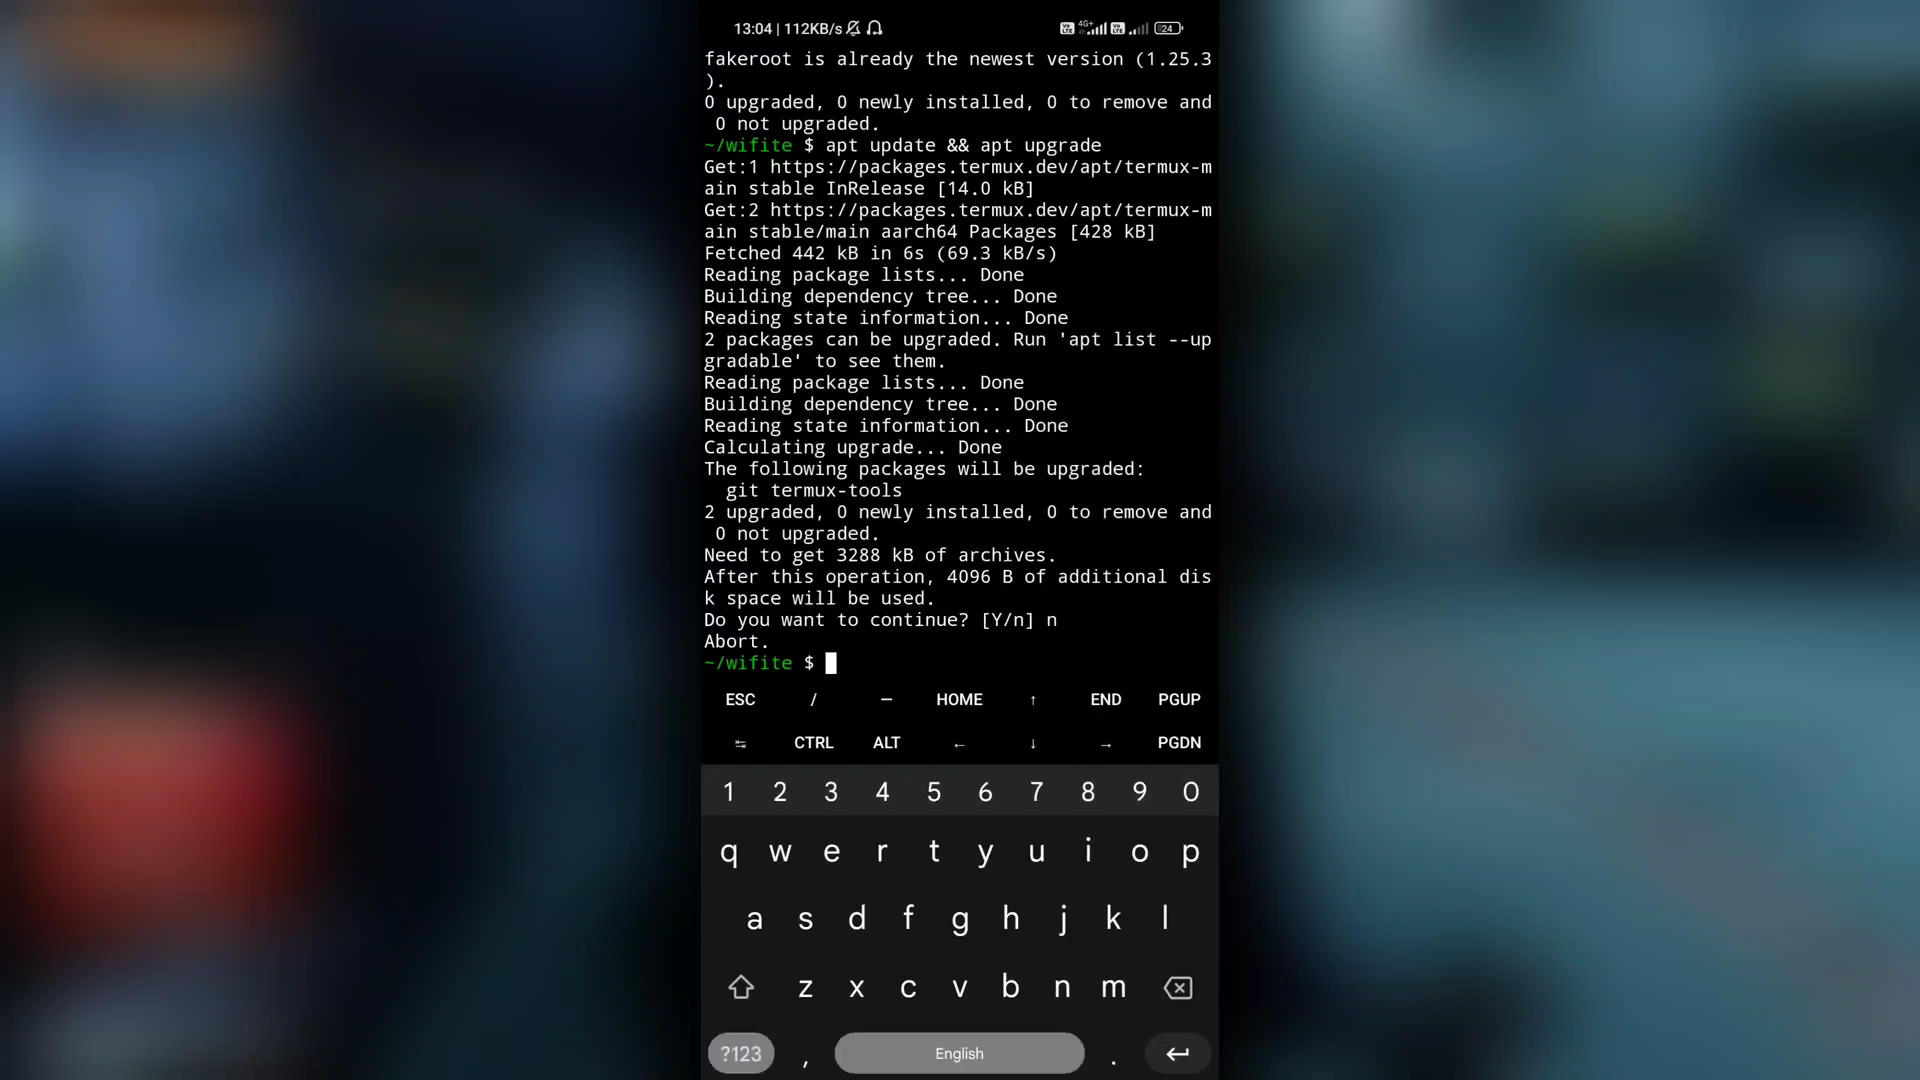 13:04 | 112KB/s 4G+ 24
fakeroot is already the newest version (1.25.3
).
0 upgraded, 0 newly installed, 0 to remove and
0 not upgraded.
~/wifite $ apt update && apt upgrade
Get:1 https://packages.termux.dev/apt/termux-m
ain stable InRelease [14.0 kB]
Get:2 https://packages.termux.dev/apt/termux-m
ain stable/main aarch64 Packages [428 kB]
Fetched 442 kB in 6s (69.3 kB/s)
Reading package lists... Done
Building dependency tree... Done
Reading state information... Done
2 packages can be upgraded. Run 'apt list --up
gradable' to see them.
Reading package lists... Done
Building dependency tree... Done
Reading state information... Done
Calculating upgrade... Done
The following packages will be upgraded:
git termux-tools
2 upgraded, 0 newly installed, 0 to remove and
0 not upgraded.
Need to get 3288 kB of archives.
After this operation, 4096 B of additional dis
k space will be used.
Do you want to continue? [Y/n] n
Abort.
~/wifite $
ESC / — HOME ↑ END PGUP
↹ CTRL ALT ← ↓ → PGDN
1 2 3 4 5 6 7 8 9 0
q w e r t y u i o p
a s d f g h j k l
z x c v b n m
?123 , English .